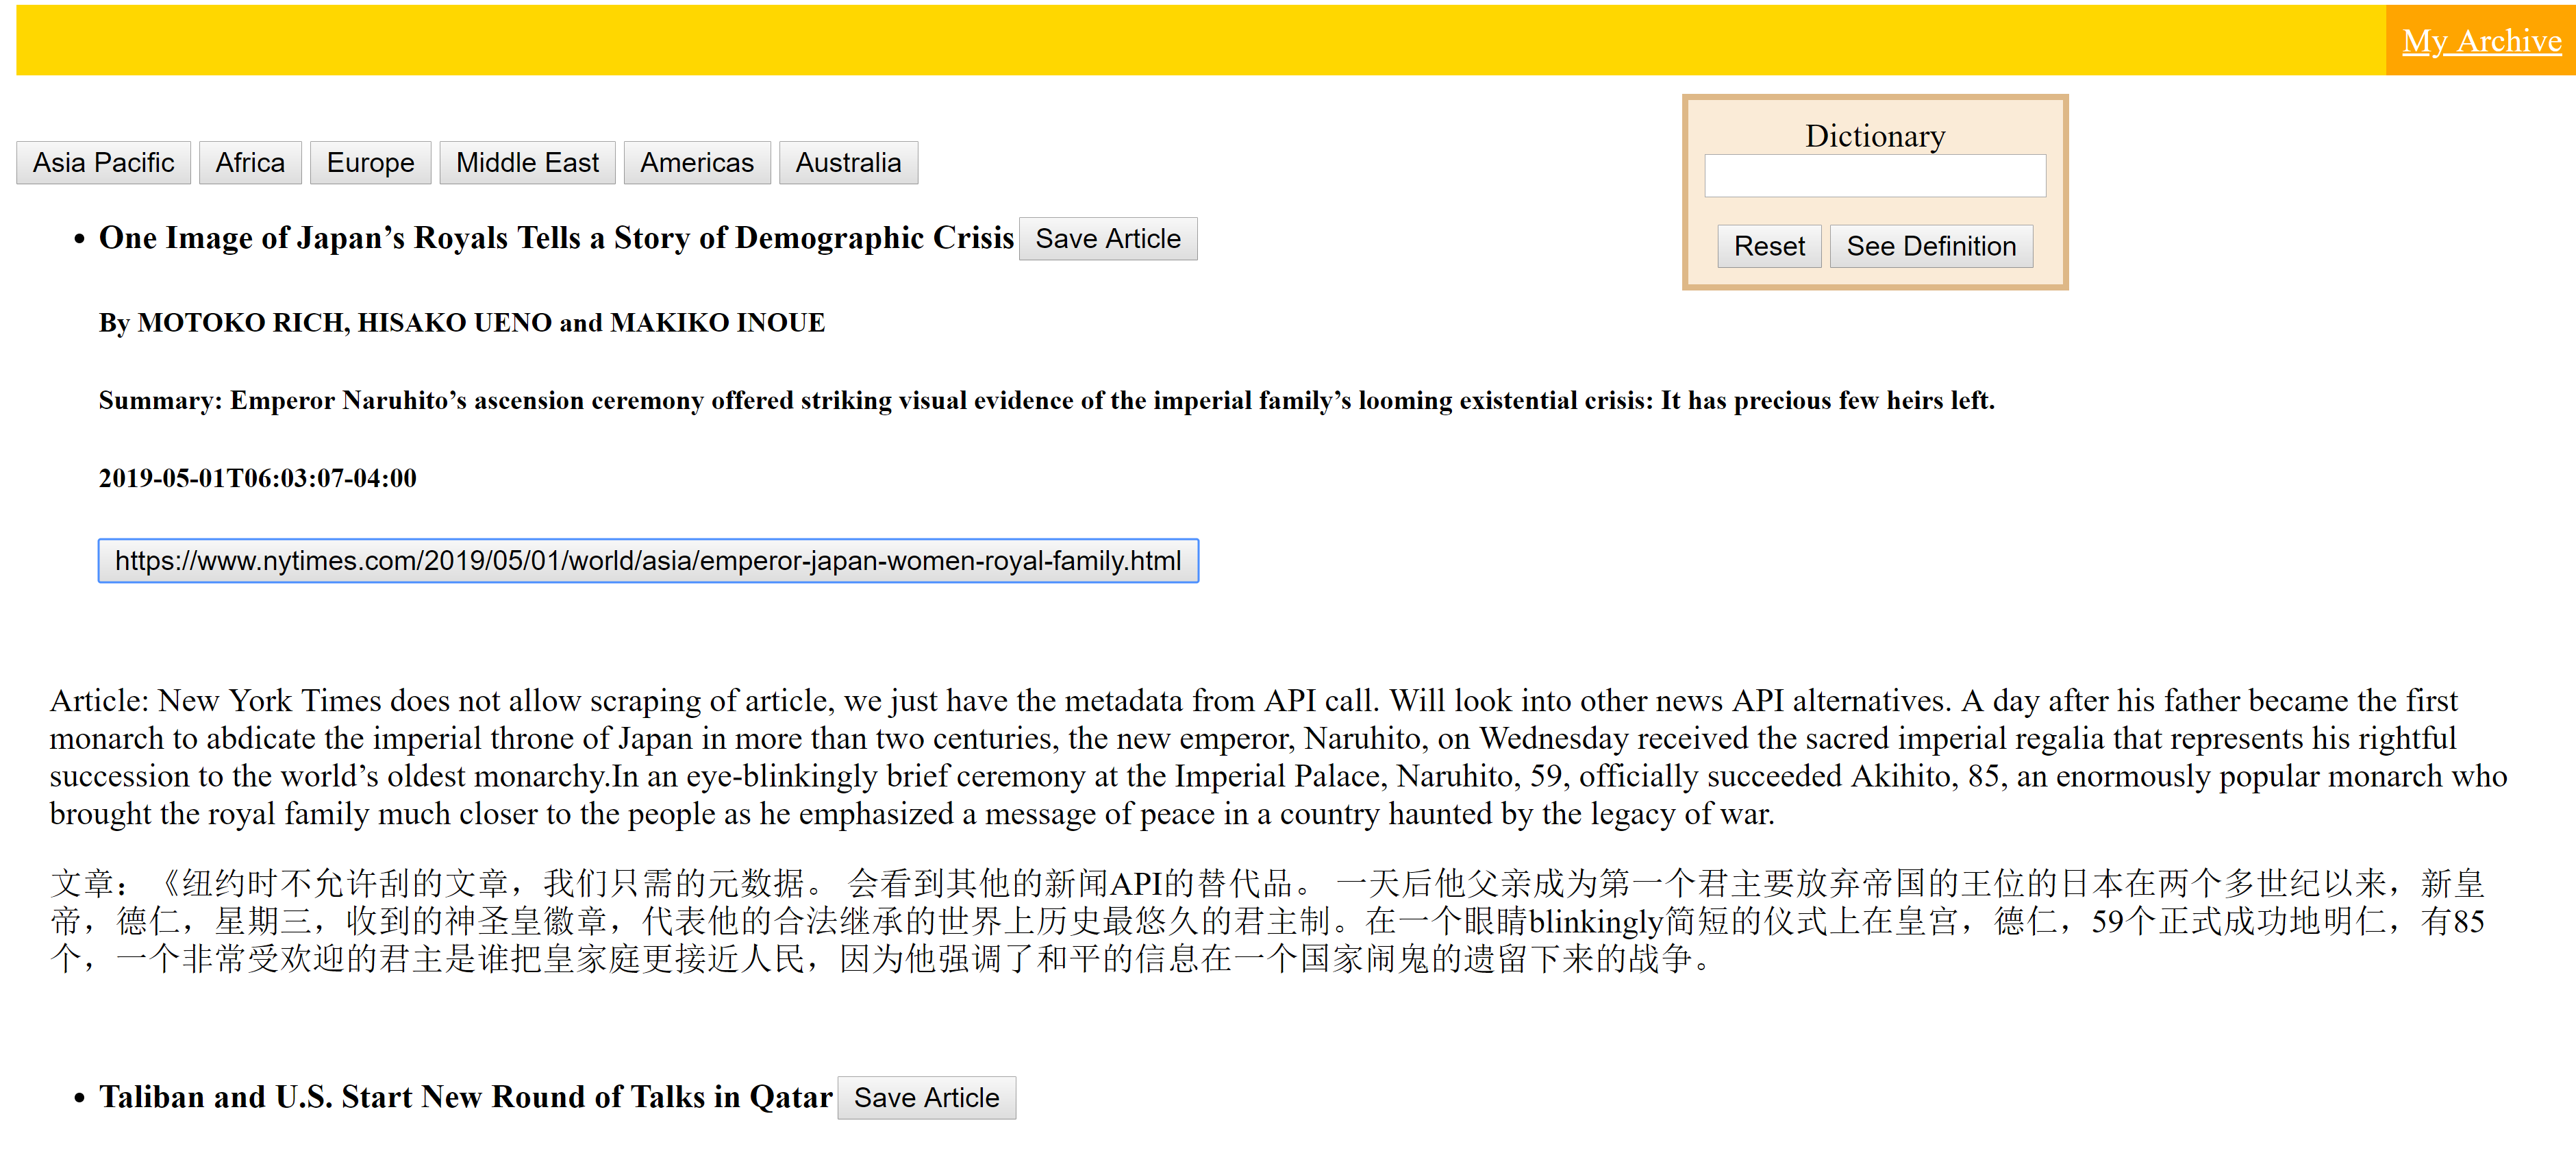 My Archive
Dictionary
Asia Pacific Africa Europe Middle East Americas Australia
Reset See Definition
One Image of Japan’s Royals Tells a Story of Demographic Crisis Save Article
By MOTOKO RICH, HISAKO UENO and MAKIKO INOUE
Summary: Emperor Naruhito’s ascension ceremony offered striking visual evidence of the imperial family’s looming existential crisis: It has precious few heirs left.
2019-05-01T06:03:07-04:00
https://www.nytimes.com/2019/05/01/world/asia/emperor-japan-women-royal-family.html
Article: New York Times does not allow scraping of article, we just have the metadata from API call. Will look into other news API alternatives. A day after his father became the first
monarch to abdicate the imperial throne of Japan in more than two centuries, the new emperor, Naruhito, on Wednesday received the sacred imperial regalia that represents his rightful
succession to the world’s oldest monarchy.In an eye-blinkingly brief ceremony at the Imperial Palace, Naruhito, 59, officially succeeded Akihito, 85, an enormously popular monarch who
brought the royal family much closer to the people as he emphasized a message of peace in a country haunted by the legacy of war.
文章：《纽约时不允许刮的文章，我们只需的元数据。 会看到其他的新闻API的替代品。 一天后他父亲成为第一个君主要放弃帝国的王位的日本在两个多世纪以来，新皇
帝，德仁，星期三，收到的神圣皇徽章，代表他的合法继承的世界上历史最悠久的君主制。在一个眼睛blinkingly简短的仪式上在皇宫，德仁，59个正式成功地明仁，有85
个，一个非常受欢迎的君主是谁把皇家庭更接近人民，因为他强调了和平的信息在一个国家闹鬼的遗留下来的战争。
Taliban and U.S. Start New Round of Talks in Qatar Save Article